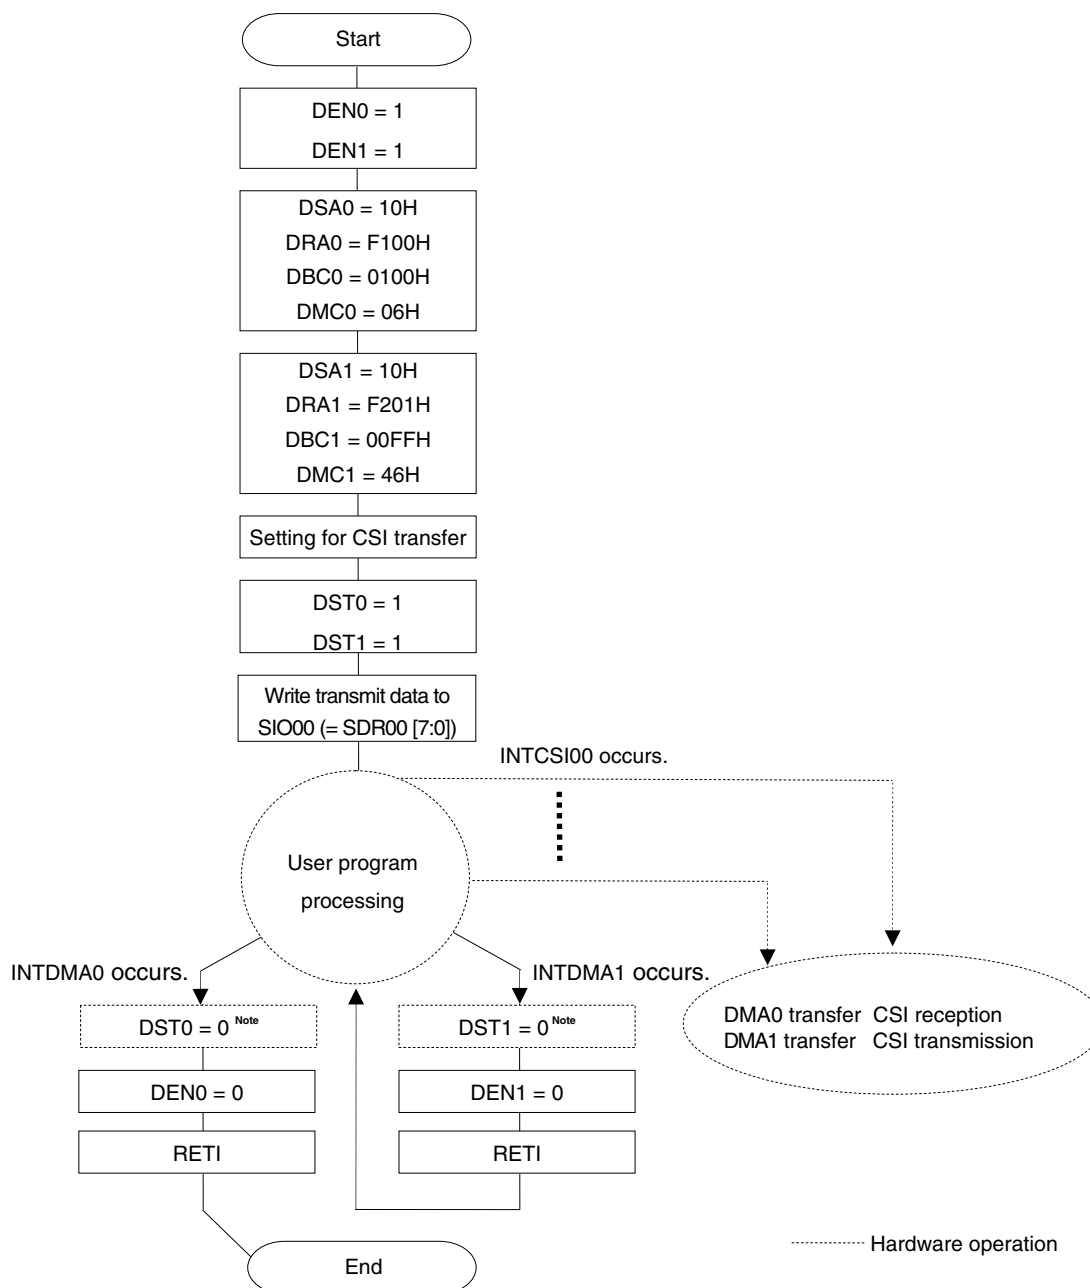 Start
DEN0 = 1
DEN1 = 1
DSA0 = 10H
DRA0 = F100H
DBC0 = 0100H
DMC0 = 06H
DSA1 = 10H
DRA1 = F201H
DBC1 = 00FFH
DMC1 = 46H
Setting for CSI transfer
DST0 = 1
DST1 = 1
Write transmit data to
SIO00 (= SDR00 [7:0])
INTCSI00 occurs.
User program
processing
INTDMA0 occurs.
INTDMA1 occurs.
DST0 = 0 Note
DST1 = 0 Note
DMA0 transfer CSI reception
DMA1 transfer CSI transmission
DEN0 = 0
DEN1 = 0
RETI
RETI
Hardware operation
End